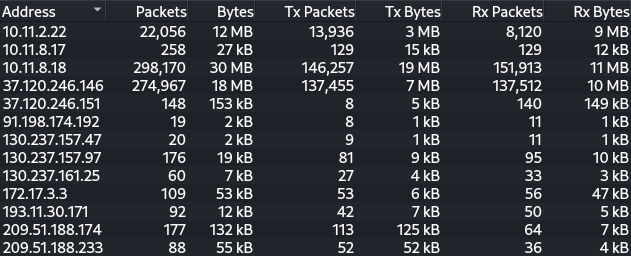 Address Packets Bytes Tx Packets Tx Bytes Rx Packets Rx Bytes
10.11.2.22 22,056 12 MB 13,936 3 MB 8,120 9 MB
10.11.8.17 258 27 kB 129 15 kB 129 12 kB
10.11.8.18 298,170 30 MB 146,257 19 MB 151,913 11 MB
37.120.246.146 274,967 18 MB 137,455 7 MB 137,512 10 MB
37.120.246.151 148 153 kB 8 5 kB 140 149 kB
91.198.174.192 19 2 kB 8 1 kB 11 1 kB
130.237.157.47 20 2 kB 9 1 kB 11 1 kB
130.237.157.97 176 19 kB 81 9 kB 95 10 kB
130.237.161.25 60 7 kB 27 4 kB 33 3 kB
172.17.3.3 109 53 kB 53 6 kB 56 47 kB
193.11.30.171 92 12 kB 42 7 kB 50 5 kB
209.51.188.174 177 132 kB 113 125 kB 64 7 kB
209.51.188.233 88 55 kB 52 52 kB 36 4 kB